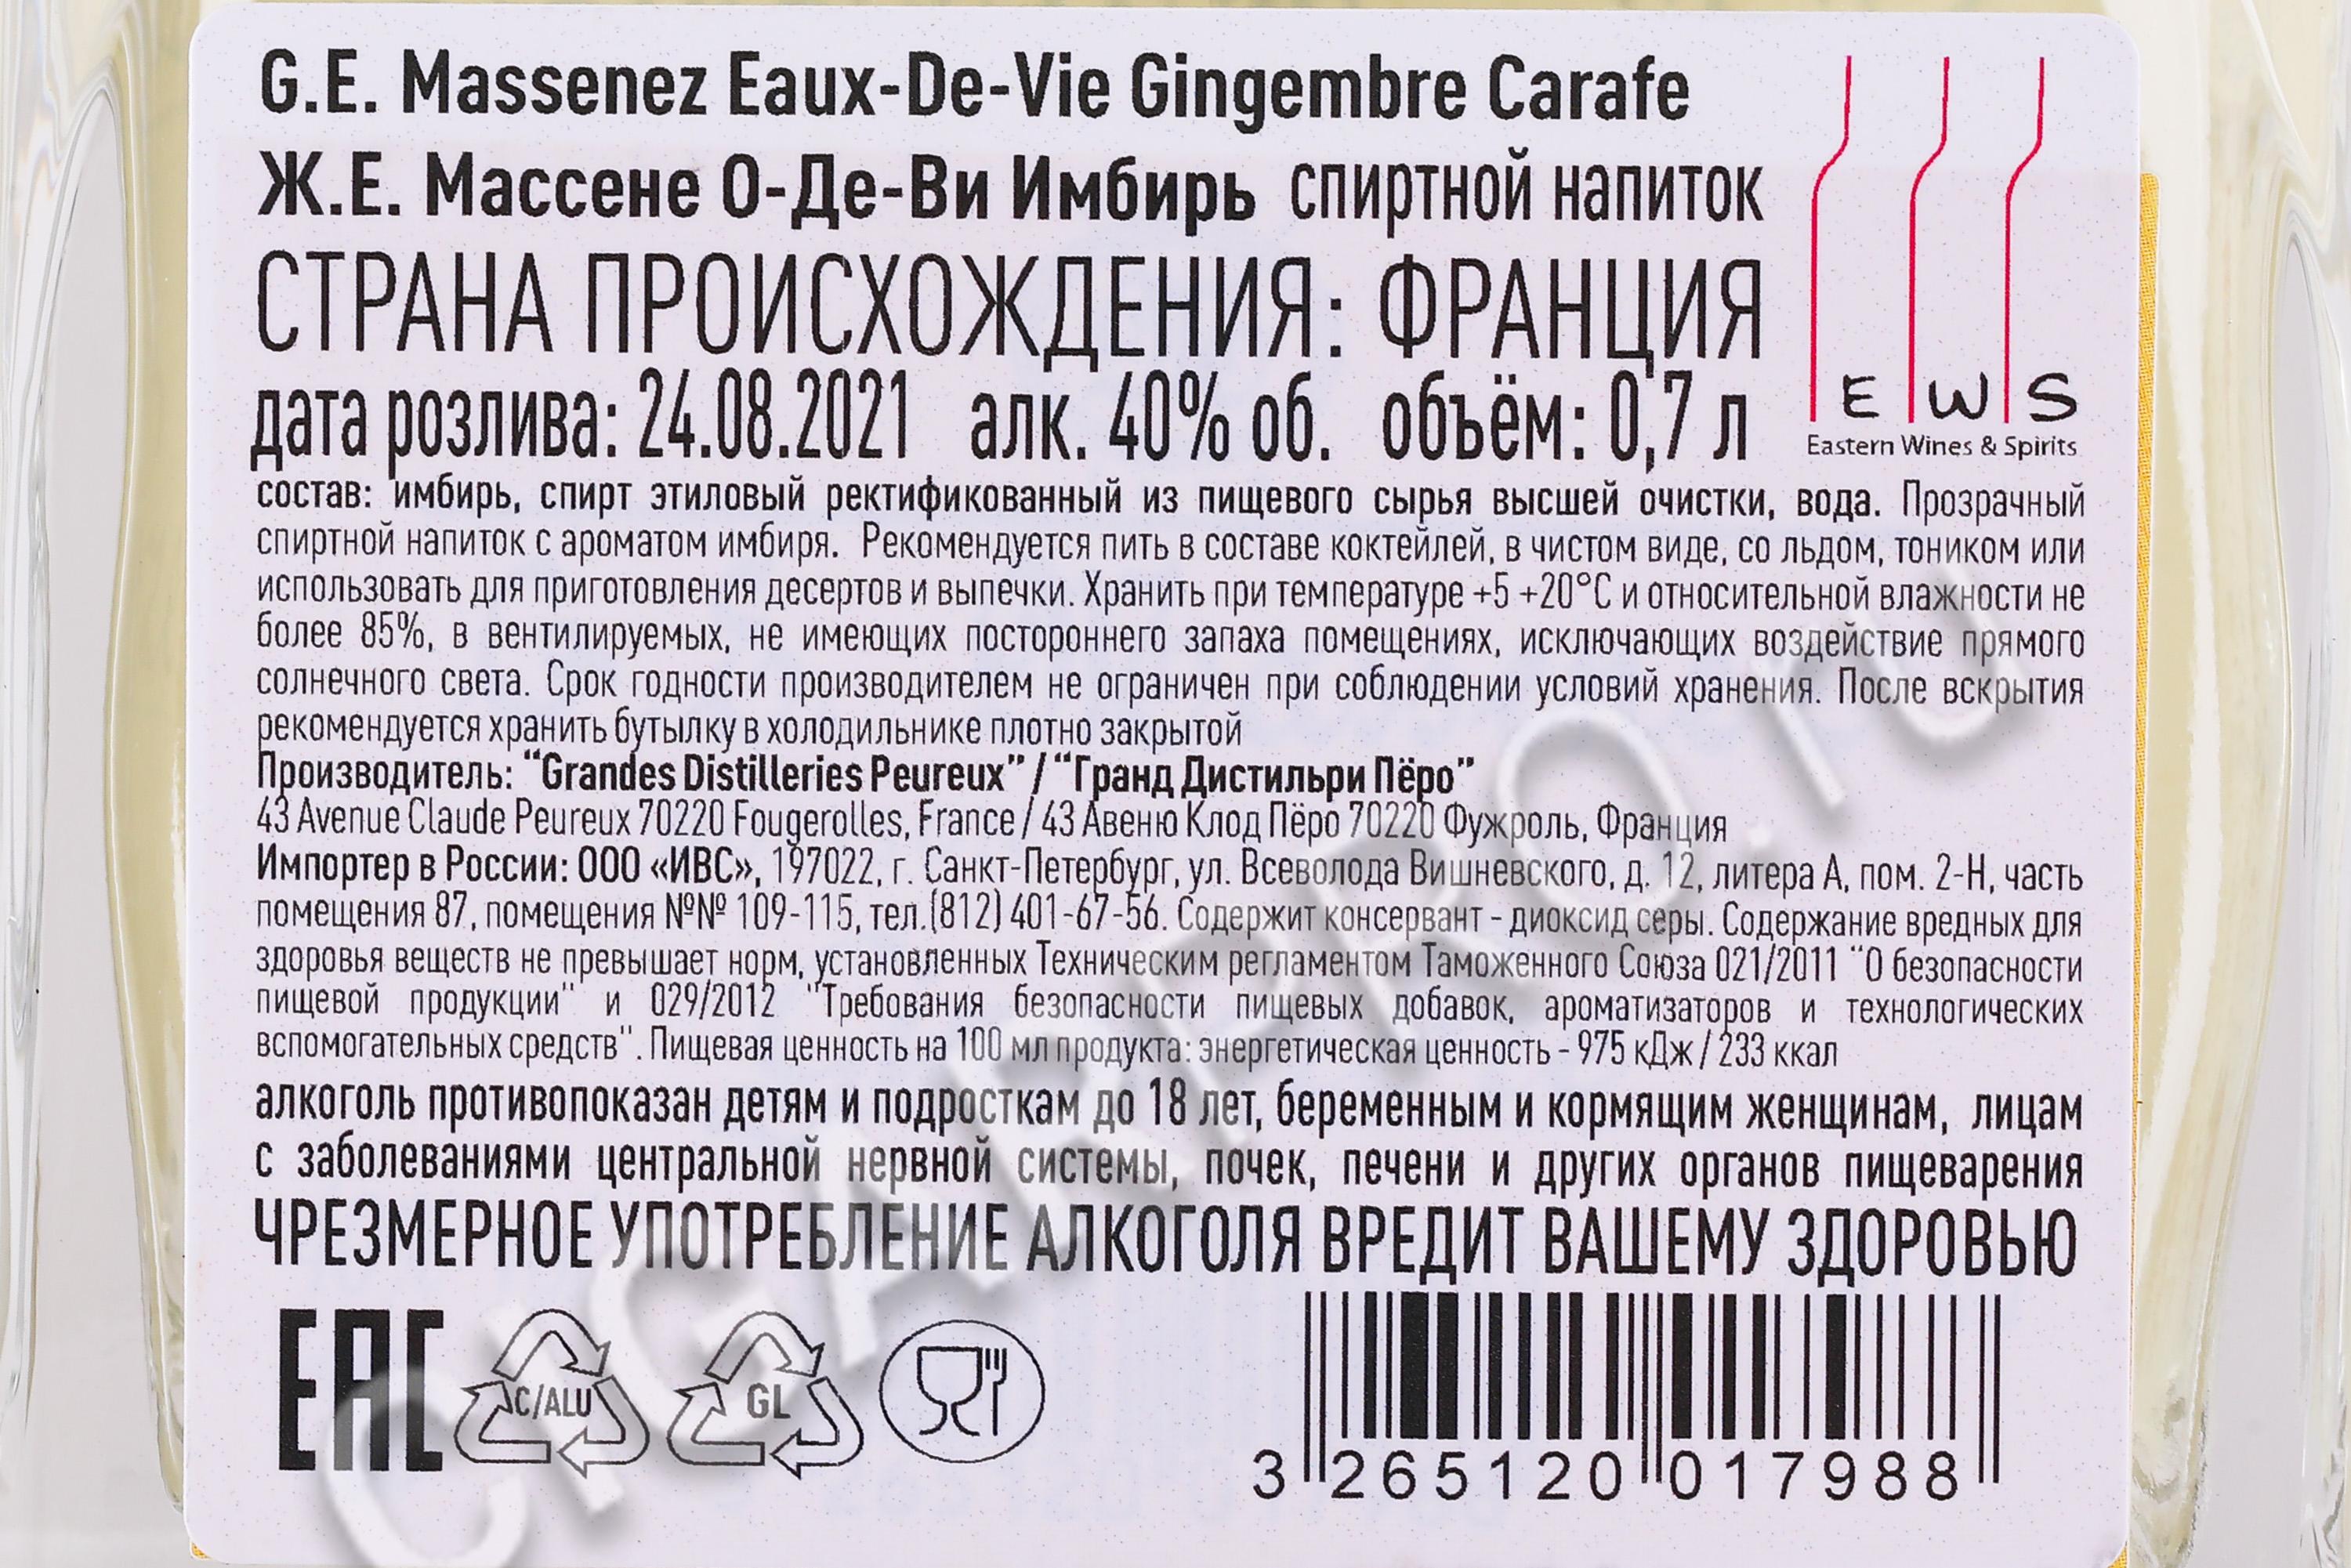 G.E. Massenez Eaux-De-Vie Gingembre Carafe
Ж.Е. Массене О-Де-Ви Имбирь спиртной напиток
СТРАНА ПРОИСХОЖДЕНИЯ: ФРАНЦИЯ
дата розлива: 24.08.2021 алк. 40% об. объём: 0,7 л
E W S
Eastern Wines & Spirits
состав: имбирь, спирт этиловый ректификованный из пищевого сырья высшей очистки, вода. Прозрачный
спиртной напиток с ароматом имбиря. Рекомендуется пить в составе коктейлей, в чистом виде, со льдом, тоником или
использовать для приготовления десертов и выпечки. Хранить при температуре +5 +20°C и относительной влажности не
более 85%, в вентилируемых, не имеющих постороннего запаха помещениях, исключающих воздействие прямого
солнечного света. Срок годности производителем не ограничен при соблюдении условий хранения. После вскрытия
рекомендуется хранить бутылку в холодильнике плотно закрытой
Производитель: "Grandes Distilleries Peureux" / "Гранд Дистильри Пёро"
43 Avenue Claude Peureux 70220 Fougerolles, France / 43 Авеню Клод Пёро 70220 Фужроль, Франция
Импортер в России: ООО «ИВС», 197022, г. Санкт-Петербург, ул. Всеволода Вишневского, д. 12, литера А, пом. 2-Н, часть
помещения 87, помещения №№ 109-115, тел.(812) 401-67-56. Содержит консервант - диоксид серы. Содержание вредных для
здоровья веществ не превышает норм, установленных Техническим регламентом Таможенного Союза 021/2011 "О безопасности
пищевой продукции" и 029/2012 "Требования безопасности пищевых добавок, ароматизаторов и технологических
вспомогательных средств". Пищевая ценность на 100 мл продукта: энергетическая ценность - 975 кДж / 233 ккал
алкоголь противопоказан детям и подросткам до 18 лет, беременным и кормящим женщинам, лицам
с заболеваниями центральной нервной системы, почек, печени и других органов пищеварения
ЧРЕЗМЕРНОЕ УПОТРЕБЛЕНИЕ АЛКОГОЛЯ ВРЕДИТ ВАШЕМУ ЗДОРОВЬЮ
EAC
C/ALU
GL
3 265120 017988
CIGARPRO.ru